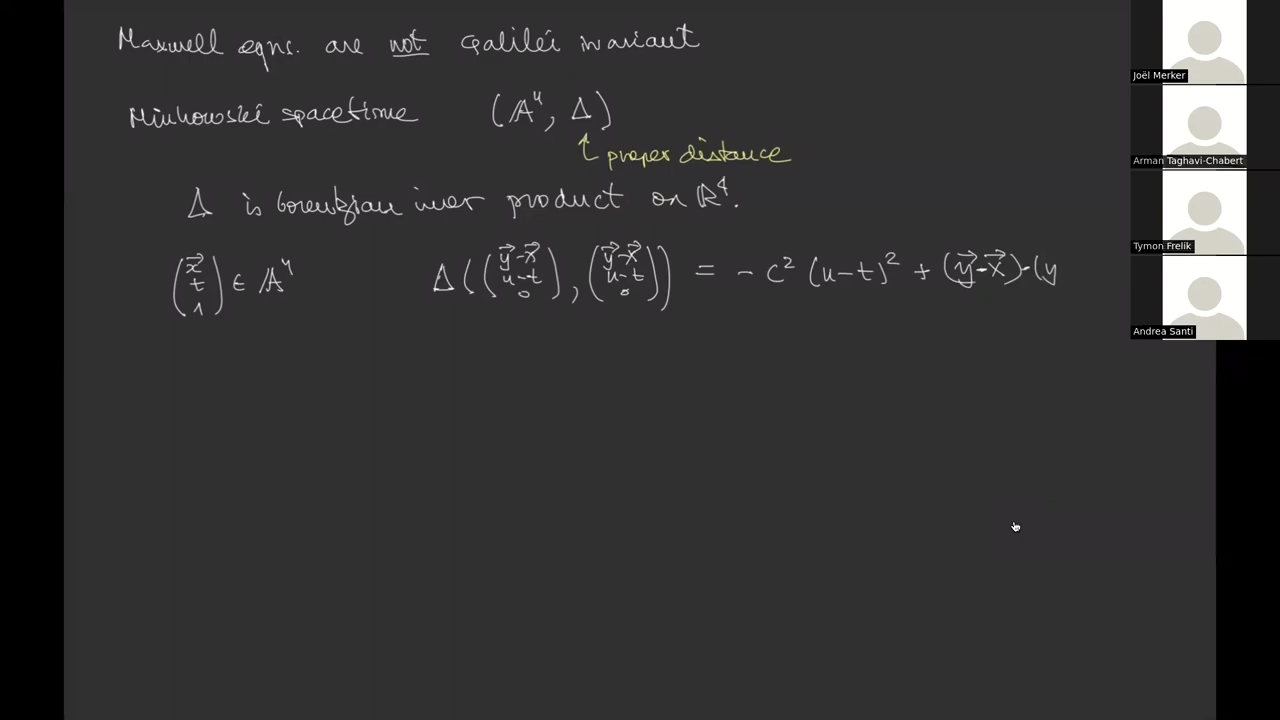 Maxwell eqns. are not Galilei invariant
Minkowski spacetime (𝔸⁴, Δ)
↑ proper distance
Δ is Lorentzian inner product on ℝ⁴.
(x⃗ t 1) ∈ 𝔸⁴ Δ((y⃗-x⃗ u-t 0), (y⃗-x⃗ u-t 0)) = - c² (u-t)² + (y⃗-x⃗)·(y
Joël Merker
Arman Taghavi-Chabert
Tymon Frelik
Andrea Santi